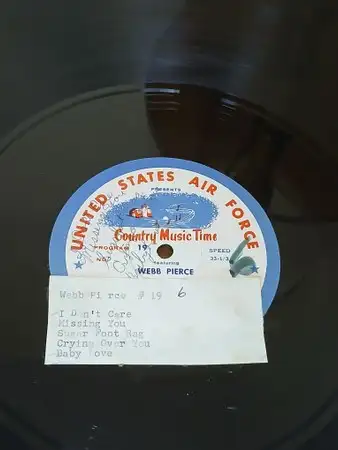 UNITED STATES AIR FORCE
PRESENTS
Country Music Time
PROGRAM 19
NO.
SPEED
33-1/3
featuring
WEBB PIERCE
Webb Pierce # 19 6
I Don't Care
Missing You
Sugar Foot Rag
Crying Over You
Baby Love